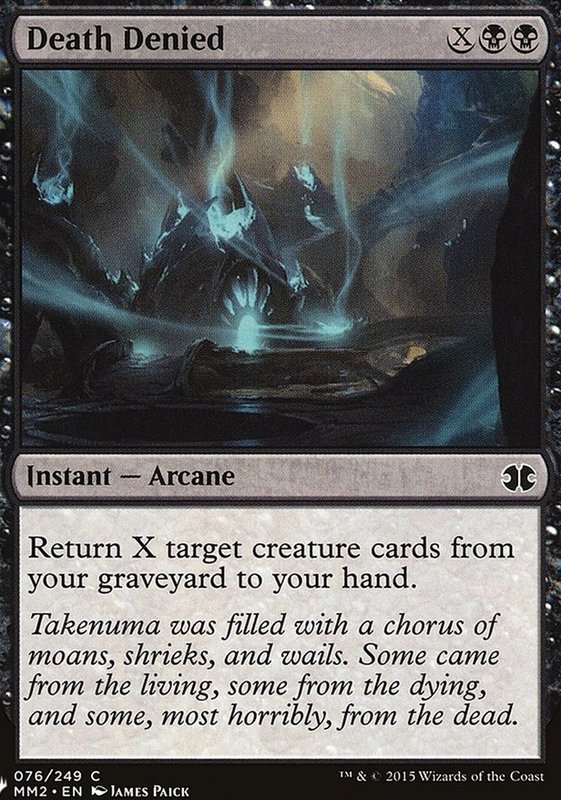 Death Denied X
Instant — Arcane
Return X target creature cards from
your graveyard to your hand.
Takenuma was filled with a chorus of
moans, shrieks, and wails. Some came
from the living, some from the dying,
and some, most horribly, from the dead.
076/249 C
MM2 • EN JAMES PAICK
™ & © 2015 Wizards of the Coast